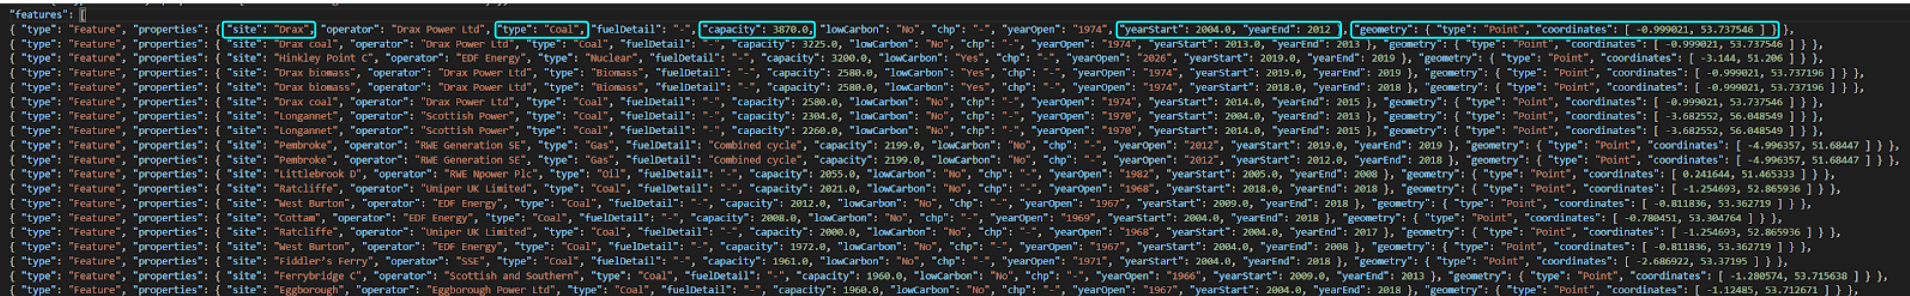 "features": [
{ "type": "Feature", "properties": { "site": "Drax", "operator": "Drax Power Ltd", "type": "Coal", "fuelDetail": "-", "capacity": 3870.0, "lowCarbon": "No", "chp": "-", "yearOpen": "1974", "yearStart": 2004.0, "yearEnd": 2012 }, "geometry": { "type": "Point", "coordinates": [ -0.999021, 53.737546 ] } },
{ "type": "Feature", "properties": { "site": "Drax coal", "operator": "Drax Power Ltd", "type": "Coal", "fuelDetail": "-", "capacity": 3225.0, "lowCarbon": "No", "chp": "-", "yearOpen": "1974", "yearStart": 2013.0, "yearEnd": 2013 }, "geometry": { "type": "Point", "coordinates": [ -0.999021, 53.737546 ] } },
{ "type": "Feature", "properties": { "site": "Hinkley Point C", "operator": "EDF Energy", "type": "Nuclear", "fuelDetail": "-", "capacity": 3200.0, "lowCarbon": "Yes", "chp": "-", "yearOpen": "2026", "yearStart": 2019.0, "yearEnd": 2019 }, "geometry": { "type": "Point", "coordinates": [ -3.144, 51.206 ] } },
{ "type": "Feature", "properties": { "site": "Drax biomass", "operator": "Drax Power Ltd", "type": "Biomass", "fuelDetail": "-", "capacity": 2580.0, "lowCarbon": "Yes", "chp": "-", "yearOpen": "1974", "yearStart": 2019.0, "yearEnd": 2019 }, "geometry": { "type": "Point", "coordinates": [ -0.999021, 53.737196 ] } },
{ "type": "Feature", "properties": { "site": "Drax biomass", "operator": "Drax Power Ltd", "type": "Biomass", "fuelDetail": "-", "capacity": 2580.0, "lowCarbon": "Yes", "chp": "-", "yearOpen": "1974", "yearStart": 2018.0, "yearEnd": 2018 }, "geometry": { "type": "Point", "coordinates": [ -0.999021, 53.737196 ] } },
{ "type": "Feature", "properties": { "site": "Drax coal", "operator": "Drax Power Ltd", "type": "Coal", "fuelDetail": "-", "capacity": 2580.0, "lowCarbon": "No", "chp": "-", "yearOpen": "1974", "yearStart": 2014.0, "yearEnd": 2015 }, "geometry": { "type": "Point", "coordinates": [ -0.999021, 53.737546 ] } },
{ "type": "Feature", "properties": { "site": "Longannet", "operator": "Scottish Power", "type": "Coal", "fuelDetail": "-", "capacity": 2304.0, "lowCarbon": "No", "chp": "-", "yearOpen": "1970", "yearStart": 2004.0, "yearEnd": 2013 }, "geometry": { "type": "Point", "coordinates": [ -3.682552, 56.048549 ] } },
{ "type": "Feature", "properties": { "site": "Longannet", "operator": "Scottish Power", "type": "Coal", "fuelDetail": "-", "capacity": 2260.0, "lowCarbon": "No", "chp": "-", "yearOpen": "1970", "yearStart": 2014.0, "yearEnd": 2015 }, "geometry": { "type": "Point", "coordinates": [ -3.682552, 56.048549 ] } },
{ "type": "Feature", "properties": { "site": "Pembroke", "operator": "RWE Generation SE", "type": "Gas", "fuelDetail": "Combined cycle", "capacity": 2199.0, "lowCarbon": "No", "chp": "-", "yearOpen": "2012", "yearStart": 2019.0, "yearEnd": 2019 }, "geometry": { "type": "Point", "coordinates": [ -4.996357, 51.68447 ] } },
{ "type": "Feature", "properties": { "site": "Pembroke", "operator": "RWE Generation SE", "type": "Gas", "fuelDetail": "Combined cycle", "capacity": 2199.0, "lowCarbon": "No", "chp": "-", "yearOpen": "2012", "yearStart": 2012.0, "yearEnd": 2018 }, "geometry": { "type": "Point", "coordinates": [ -4.996357, 51.68447 ] } },
{ "type": "Feature", "properties": { "site": "Littlebrook D", "operator": "RWE Npower Plc", "type": "Oil", "fuelDetail": "-", "capacity": 2055.0, "lowCarbon": "No", "chp": "-", "yearOpen": "1982", "yearStart": 2005.0, "yearEnd": 2008 }, "geometry": { "type": "Point", "coordinates": [ 0.241644, 51.465333 ] } },
{ "type": "Feature", "properties": { "site": "Ratcliffe", "operator": "Uniper UK Limited", "type": "Coal", "fuelDetail": "-", "capacity": 2021.0, "lowCarbon": "No", "chp": "-", "yearOpen": "1968", "yearStart": 2018.0, "yearEnd": 2018 }, "geometry": { "type": "Point", "coordinates": [ -1.254693, 52.865936 ] } },
{ "type": "Feature", "properties": { "site": "West Burton", "operator": "EDF Energy", "type": "Coal", "fuelDetail": "-", "capacity": 2012.0, "lowCarbon": "No", "chp": "-", "yearOpen": "1967", "yearStart": 2009.0, "yearEnd": 2018 }, "geometry": { "type": "Point", "coordinates": [ -0.811836, 53.362719 ] } },
{ "type": "Feature", "properties": { "site": "Cottam", "operator": "EDF Energy", "type": "Coal", "fuelDetail": "-", "capacity": 2008.0, "lowCarbon": "No", "chp": "-", "yearOpen": "1969", "yearStart": 2004.0, "yearEnd": 2018 }, "geometry": { "type": "Point", "coordinates": [ -0.780451, 53.304764 ] } },
{ "type": "Feature", "properties": { "site": "Ratcliffe", "operator": "Uniper UK Limited", "type": "Coal", "fuelDetail": "-", "capacity": 2000.0, "lowCarbon": "No", "chp": "-", "yearOpen": "1968", "yearStart": 2004.0, "yearEnd": 2017 }, "geometry": { "type": "Point", "coordinates": [ -1.254693, 52.865936 ] } },
{ "type": "Feature", "properties": { "site": "West Burton", "operator": "EDF Energy", "type": "Coal", "fuelDetail": "-", "capacity": 1972.0, "lowCarbon": "No", "chp": "-", "yearOpen": "1967", "yearStart": 2004.0, "yearEnd": 2008 }, "geometry": { "type": "Point", "coordinates": [ -0.811836, 53.362719 ] } },
{ "type": "Feature", "properties": { "site": "Fiddler's Ferry", "operator": "SSE", "type": "Coal", "fuelDetail": "-", "capacity": 1961.0, "lowCarbon": "No", "chp": "-", "yearOpen": "1971", "yearStart": 2004.0, "yearEnd": 2018 }, "geometry": { "type": "Point", "coordinates": [ -2.686922, 53.37195 ] } },
{ "type": "Feature", "properties": { "site": "Ferrybridge C", "operator": "Scottish and Southern", "type": "Coal", "fuelDetail": "-", "capacity": 1960.0, "lowCarbon": "No", "chp": "-", "yearOpen": "1966", "yearStart": 2009.0, "yearEnd": 2013 }, "geometry": { "type": "Point", "coordinates": [ -1.280574, 53.715638 ] } },
{ "type": "Feature", "properties": { "site": "Eggborough", "operator": "Eggborough Power Ltd", "type": "Coal", "fuelDetail": "-", "capacity": 1960.0, "lowCarbon": "No", "chp": "-", "yearOpen": "1967", "yearStart": 2004.0, "yearEnd": 2018 }, "geometry": { "type": "Point", "coordinates": [ -1.12485, 53.712671 ] } },